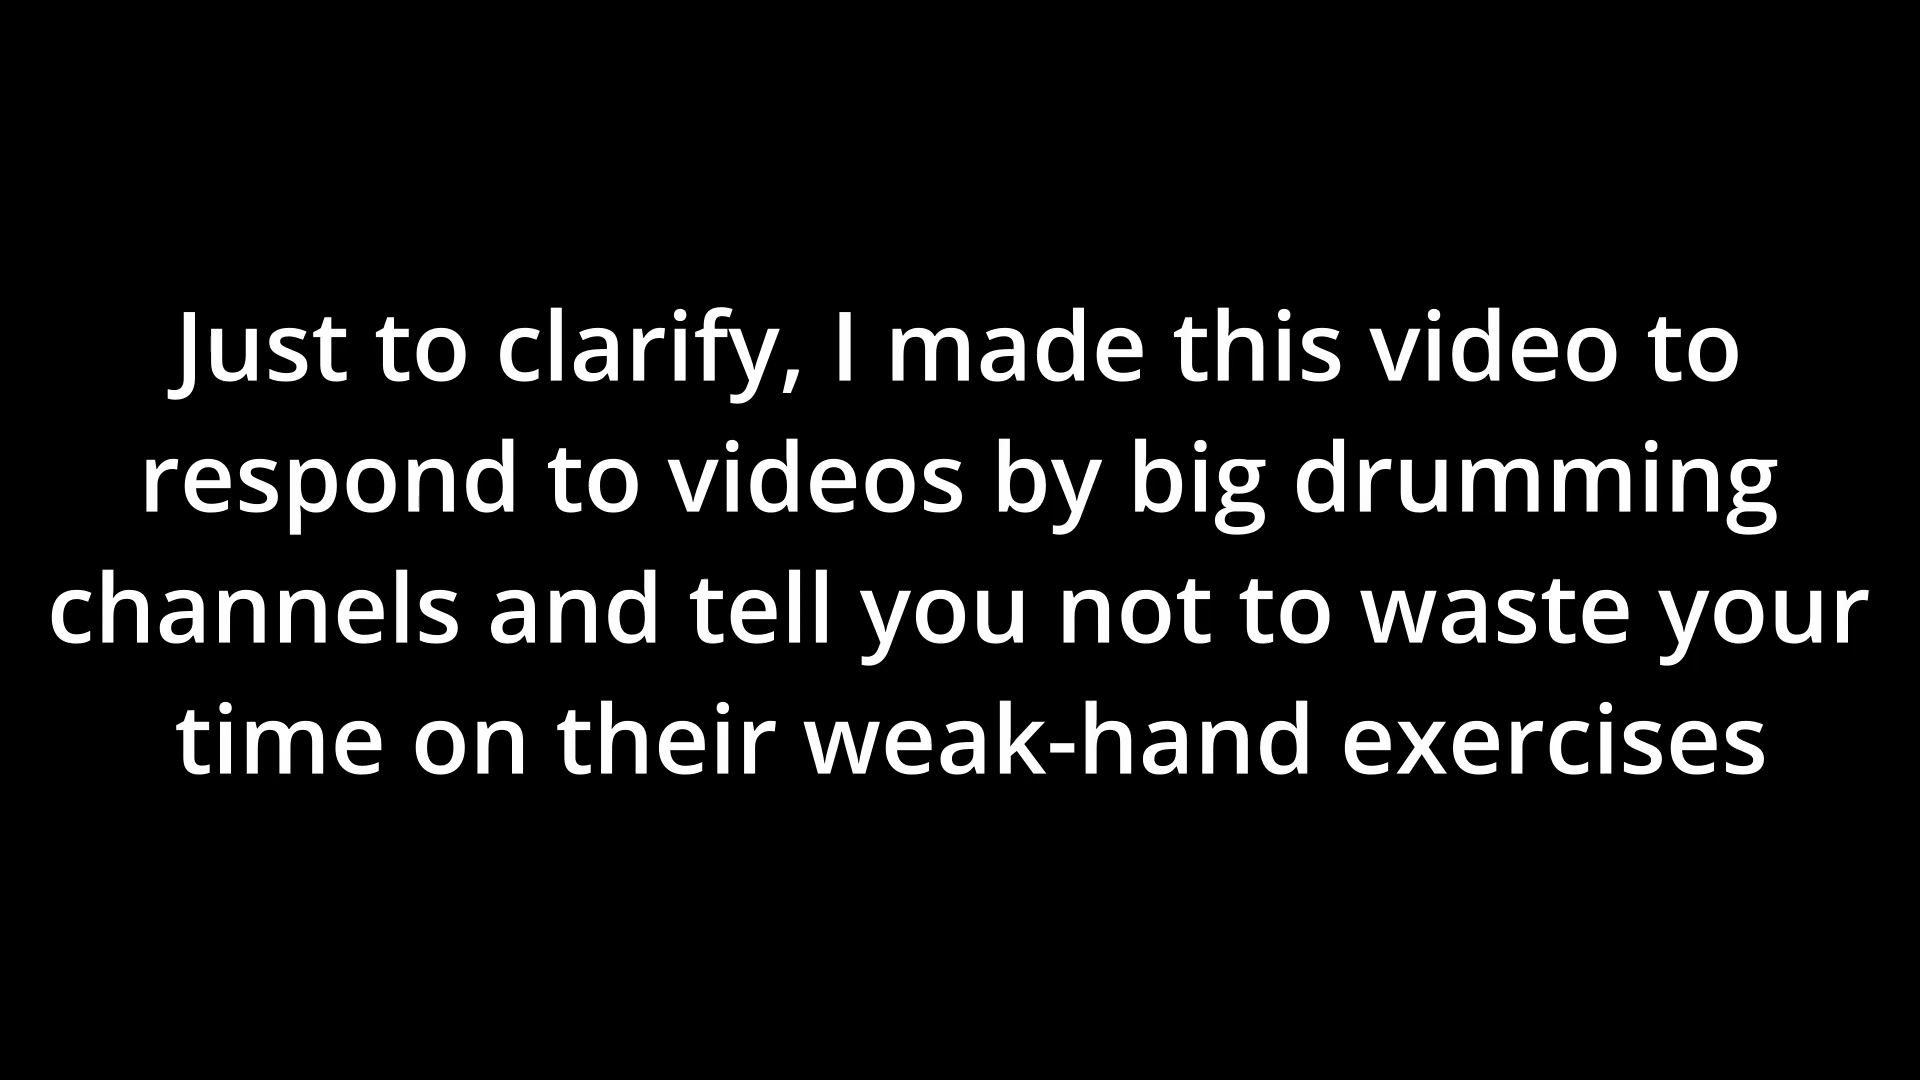 Just to clarify, I made this video to
respond to videos by big drumming
channels and tell you not to waste your
time on their weak-hand exercises